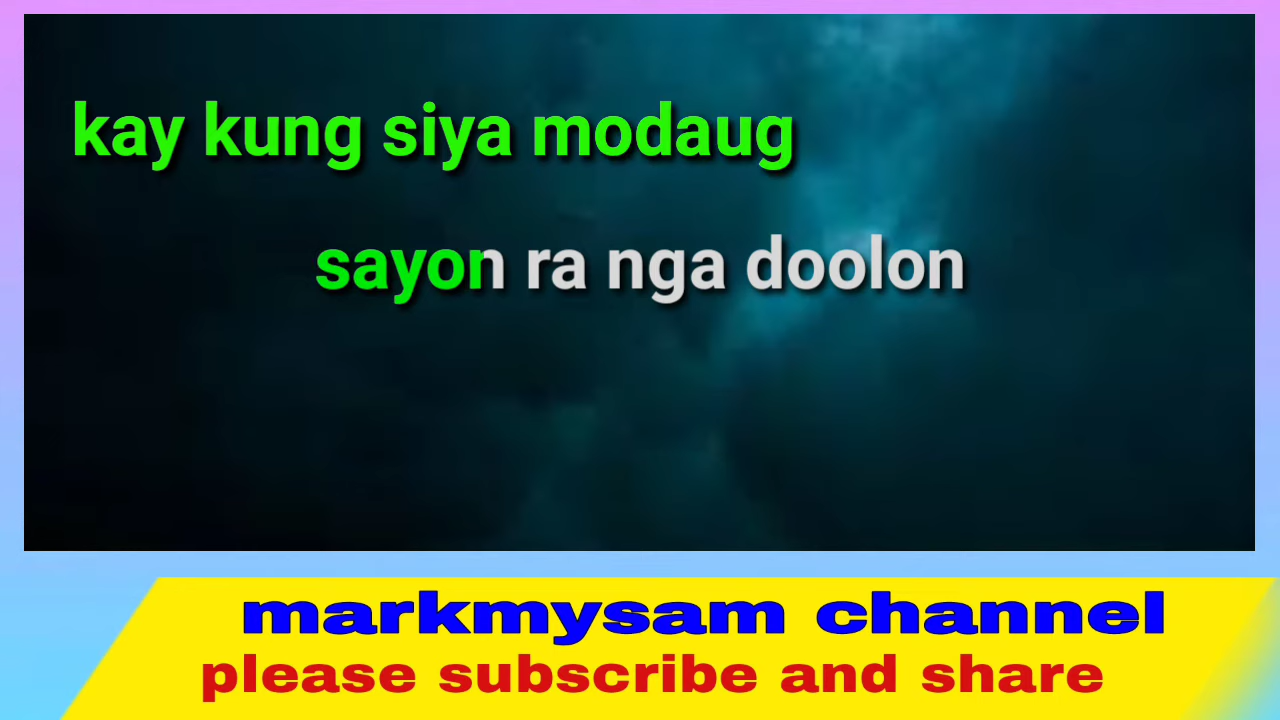 kay kung siya modaug
sayon ra nga doolon
markmysam channel
please subscribe and share